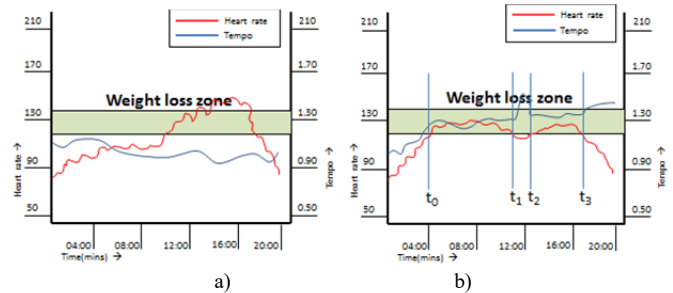 210
170
130
90
50
Heart rate →
Heart rate
Tempo
Weight loss zone
1.30
1.70
1.30
0.90
0.50
Tempo →
04:00
08:00
12:00
16:00
20:00
Time(mins) →
a)
210
170
130
90
50
Heart rate →
Heart rate
Tempo
Weight loss zone
t0
t1
t2
t3
210
1.70
1.30
0.90
0.50
Tempo →
04:00
08:00
12:00
16:00
20:00
Time(mins) →
b)